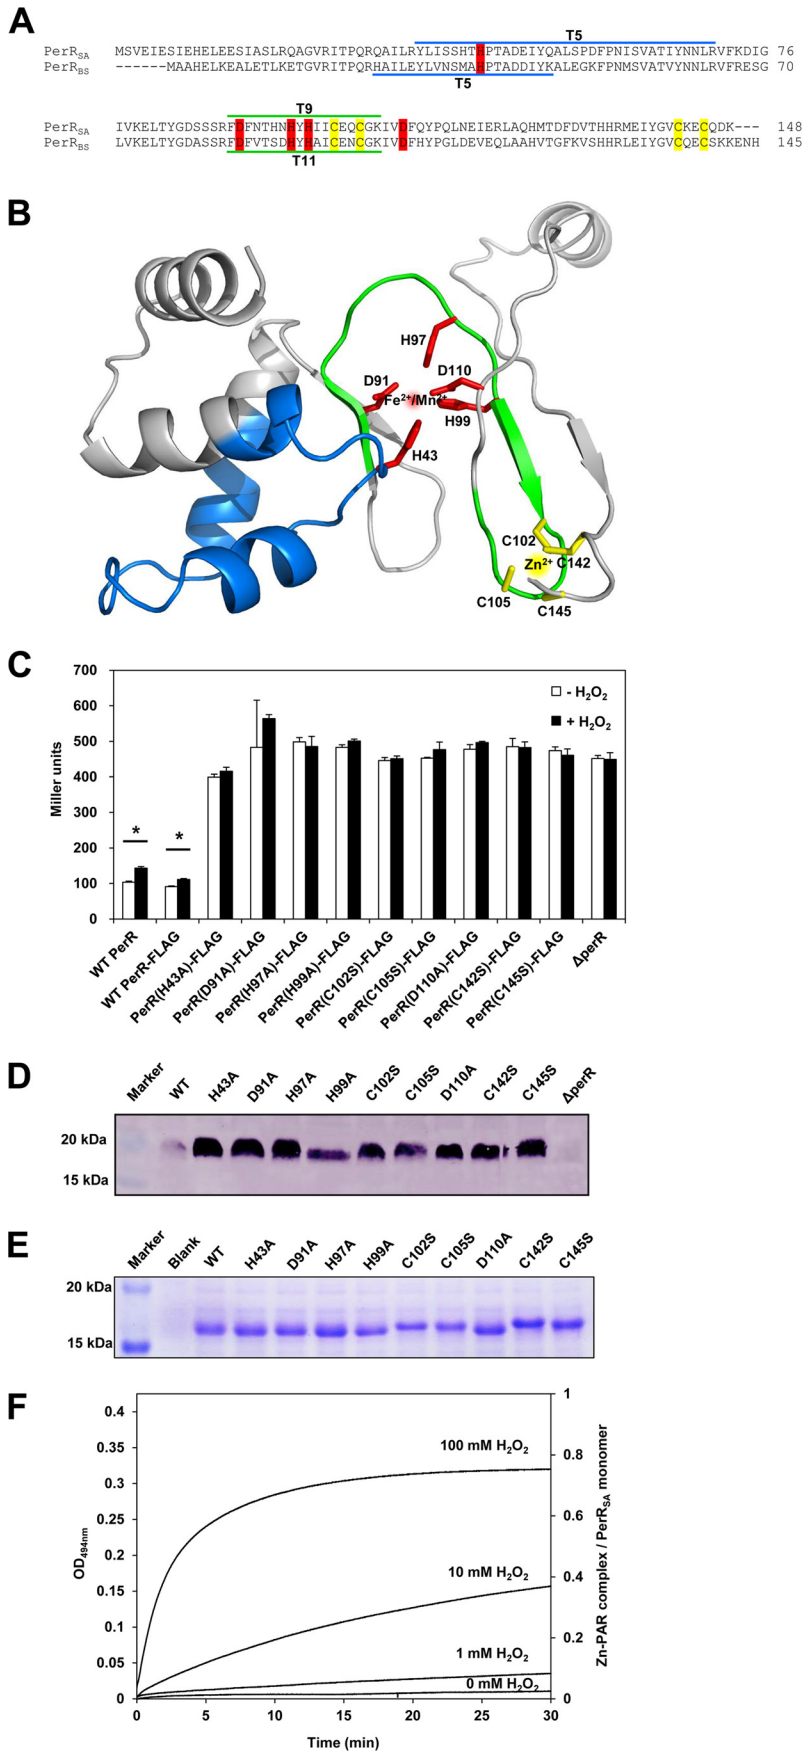 A
T5
PerRSA MSVEIESIEHELEESIASLRQAGVRITPQRQAILRYLISSHTHPTADEIYQALSPDFPNISVATIYNNLRVFKDIG 76
PerRBS ------MAAHELKEALETLKETGVRITPQRHAILEYLVNSMAHPTADDIYKALEGKFPNMSVATVYNNLRVFRESG 70
T5
T9
PerRSA IVKELTYGDSSSRFDFNTHNHYHIICEQCGKIVDFQYPQLNEIERLAQHMTDFDVTHHRMEIYGVCKECQDK--- 148
PerRBS LVKELTYGDASSRFDFVTSDHYHAICENCGKIVDFHYPGLDEVEQLAAHVTGFKVSHHRLEIYGVCQECSKKENH 145
T11
B
H97
D91
D110
Fe2+/Mn2+
H99
H43
C102
Zn2+
C142
C105
C145
C
700
600
500
400
300
200
100
0
Miller units
- H2O2
+ H2O2
*
*
WT PerR
WT PerR-FLAG
PerR(H43A)-FLAG
PerR(D91A)-FLAG
PerR(H97A)-FLAG
PerR(H99A)-FLAG
PerR(C102S)-FLAG
PerR(C105S)-FLAG
PerR(D110A)-FLAG
PerR(C142S)-FLAG
PerR(C145S)-FLAG
ΔperR
D
Marker WT H43A D91A H97A H99A C102S C105S D110A C142S C145S ΔperR
20 kDa
15 kDa
E
Marker Blank WT H43A D91A H97A H99A C102S C105S D110A C142S C145S
20 kDa
15 kDa
F
0.4
0.35
0.3
0.25
0.2
0.15
0.1
0.05
0
OD494nm
1
0.8
0.6
0.4
0.2
0
Zn-PAR complex / PerRSA monomer
100 mM H2O2
10 mM H2O2
1 mM H2O2
0 mM H2O2
0 5 10 15 20 25 30
Time (min)